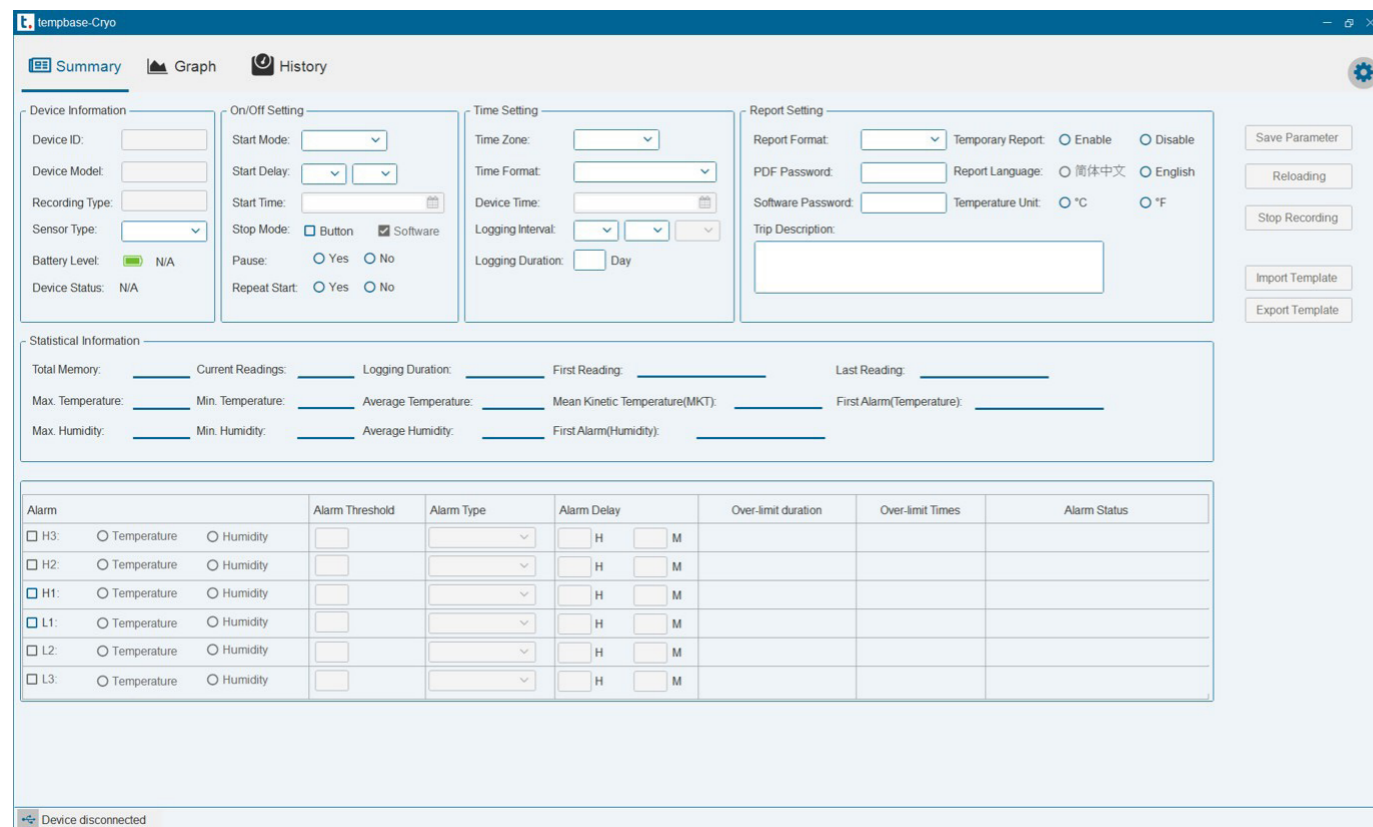 t. tempbase-Cryo
Summary Graph History
Device Information
Device ID:
Device Model:
Recording Type:
Sensor Type:
Battery Level: N/A
Device Status: N/A
On/Off Setting
Start Mode:
Start Delay:
Start Time:
Stop Mode: Button Software
Pause: Yes No
Repeat Start: Yes No
Time Setting
Time Zone:
Time Format:
Device Time:
Logging Interval:
Logging Duration: Day
Report Setting
Report Format: Temporary Report: Enable Disable
PDF Password: Report Language: 简体中文 English
Software Password: Temperature Unit: °C °F
Trip Description:
Save Parameter
Reloading
Stop Recording
Import Template
Export Template
Statistical Information
Total Memory: Current Readings: Logging Duration: First Reading: Last Reading:
Max. Temperature: Min. Temperature: Average Temperature: Mean Kinetic Temperature(MKT): First Alarm(Temperature):
Max. Humidity: Min. Humidity: Average Humidity: First Alarm(Humidity):
Alarm Alarm Threshold Alarm Type Alarm Delay Over-limit duration Over-limit Times Alarm Status
H3: Temperature Humidity H M
H2: Temperature Humidity H M
H1: Temperature Humidity H M
L1: Temperature Humidity H M
L2: Temperature Humidity H M
L3: Temperature Humidity H M
Device disconnected